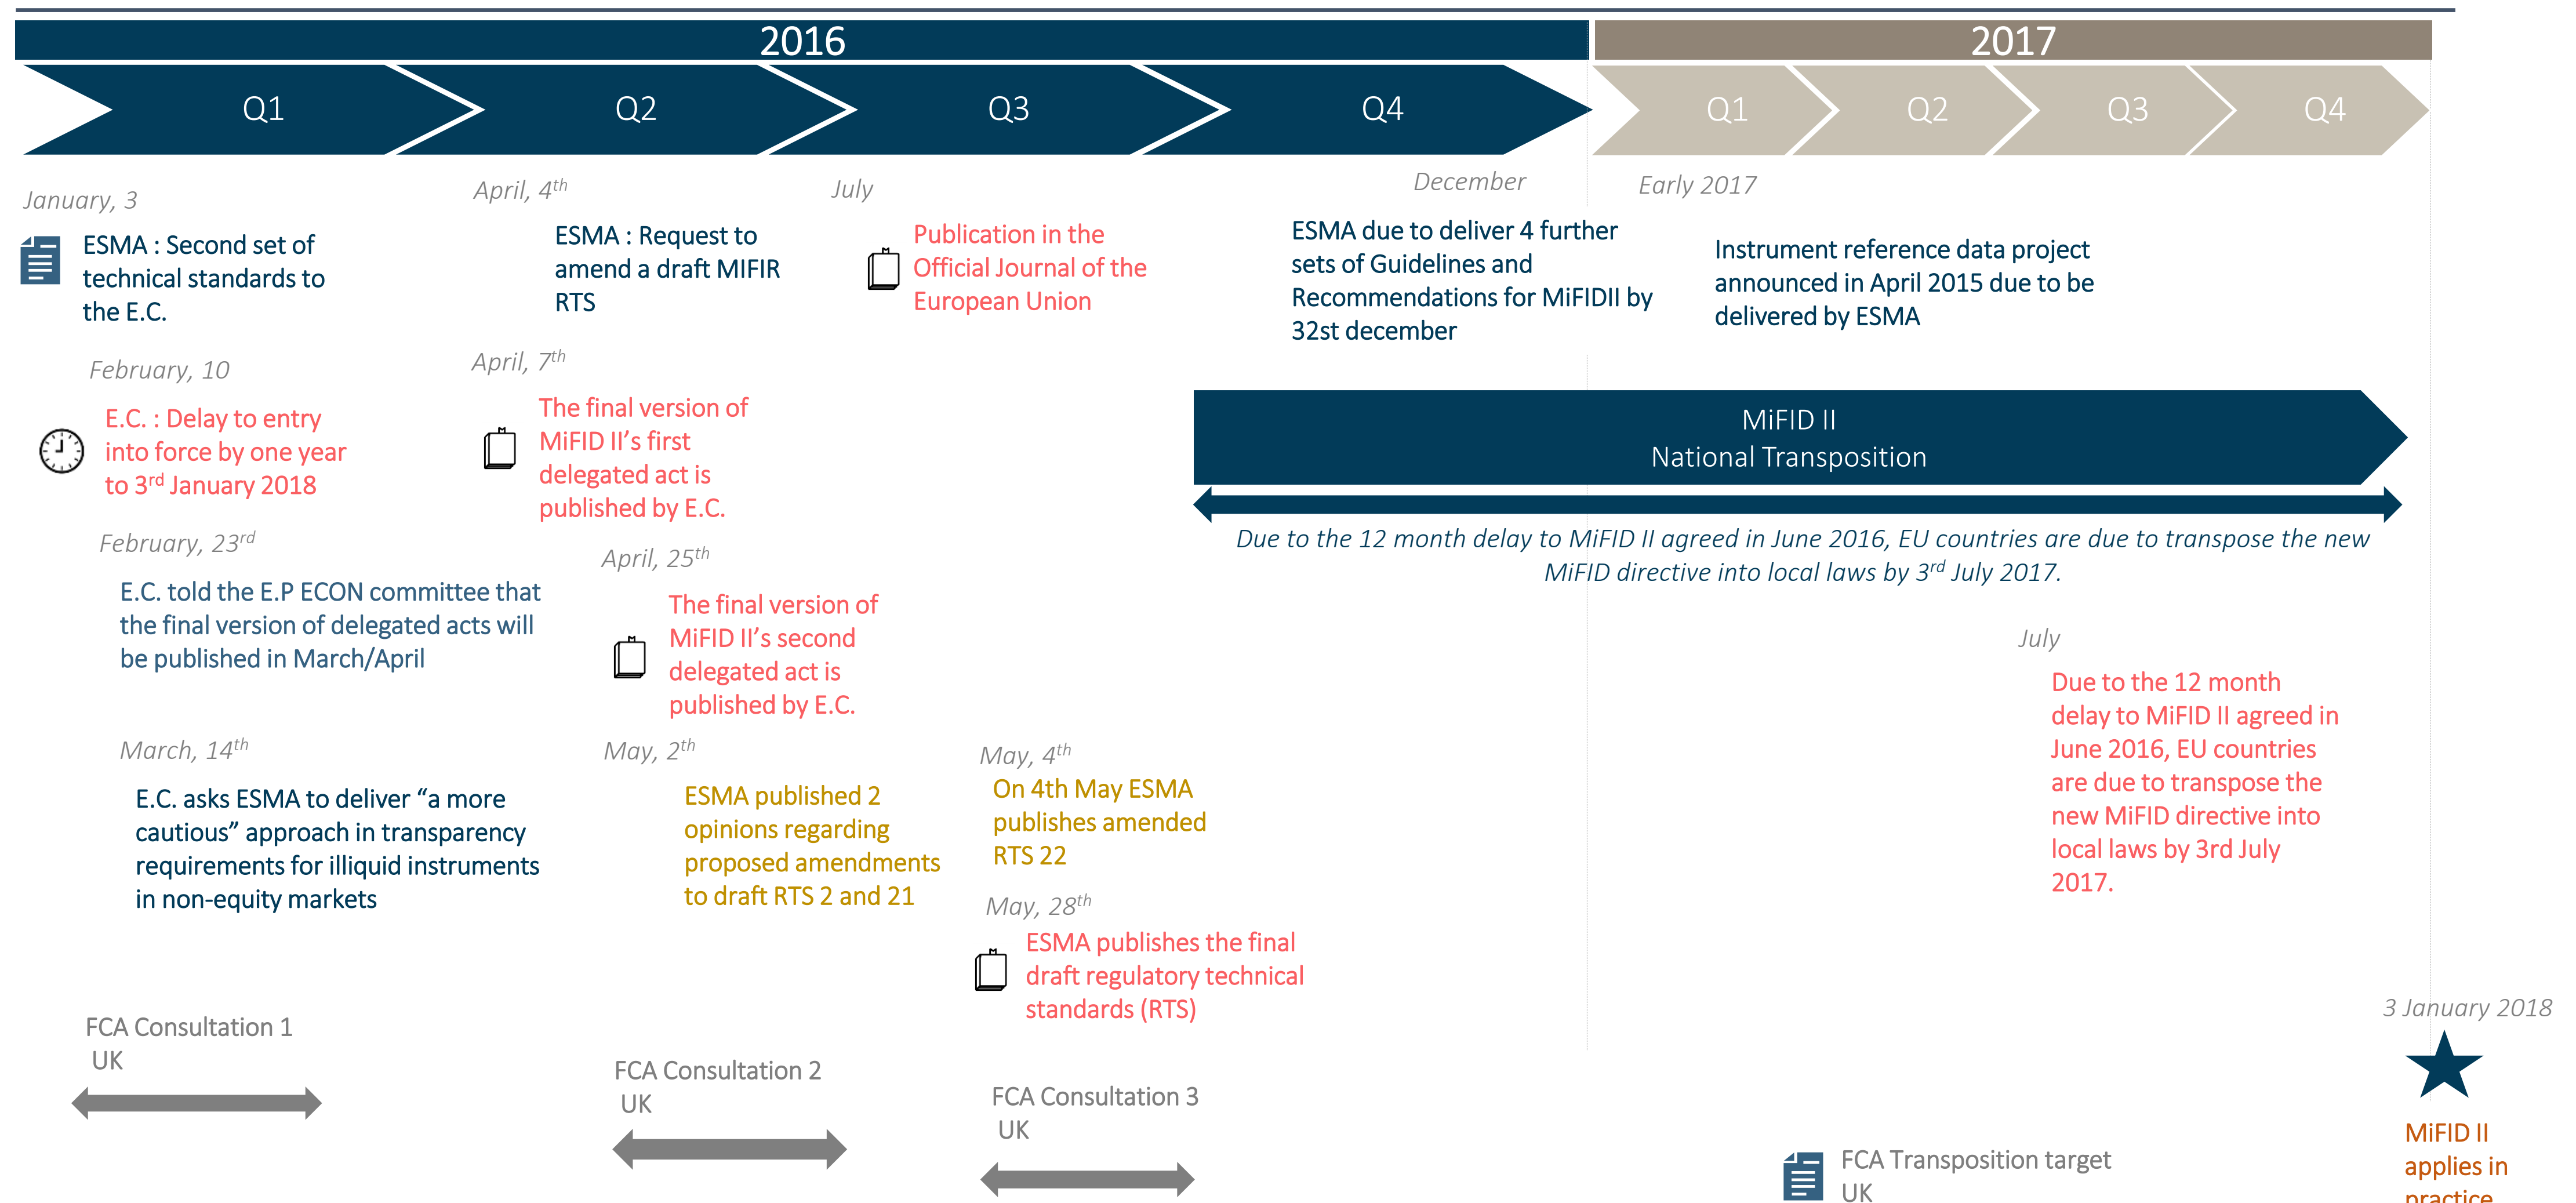 2016
2017
Q1
Q2
Q3
Q4
Q1
Q2
Q3
Q4
January, 3
ESMA : Second set of
technical standards to
the E.C.
February, 10
E.C. : Delay to entry
into force by one year
to 3rd January 2018
February, 23rd
E.C. told the E.P ECON committee that
the final version of delegated acts will
be published in March/April
March, 14th
E.C. asks ESMA to deliver “a more
cautious” approach in transparency
requirements for illiquid instruments
in non-equity markets
FCA Consultation 1
UK
April, 4th
ESMA : Request to
amend a draft MIFIR
RTS
April, 7th
The final version of
MiFID II’s first
delegated act is
published by E.C.
April, 25th
The final version of
MiFID II’s second
delegated act is
published by E.C.
May, 2th
ESMA published 2
opinions regarding
proposed amendments
to draft RTS 2 and 21
FCA Consultation 2
UK
July
Publication in the
Official Journal of the
European Union
May, 4th
On 4th May ESMA
publishes amended
RTS 22
May, 28th
ESMA publishes the final
draft regulatory technical
standards (RTS)
FCA Consultation 3
UK
December
ESMA due to deliver 4 further
sets of Guidelines and
Recommendations for MiFIDII by
32st december
Early 2017
Instrument reference data project
announced in April 2015 due to be
delivered by ESMA
MiFID II
National Transposition
Due to the 12 month delay to MiFID II agreed in June 2016, EU countries are due to transpose the new
MiFID directive into local laws by 3rd July 2017.
July
Due to the 12 month
delay to MiFID II agreed in
June 2016, EU countries
are due to transpose the
new MiFID directive into
local laws by 3rd July
2017.
FCA Transposition target
UK
3 January 2018
MiFID II
applies in
practice